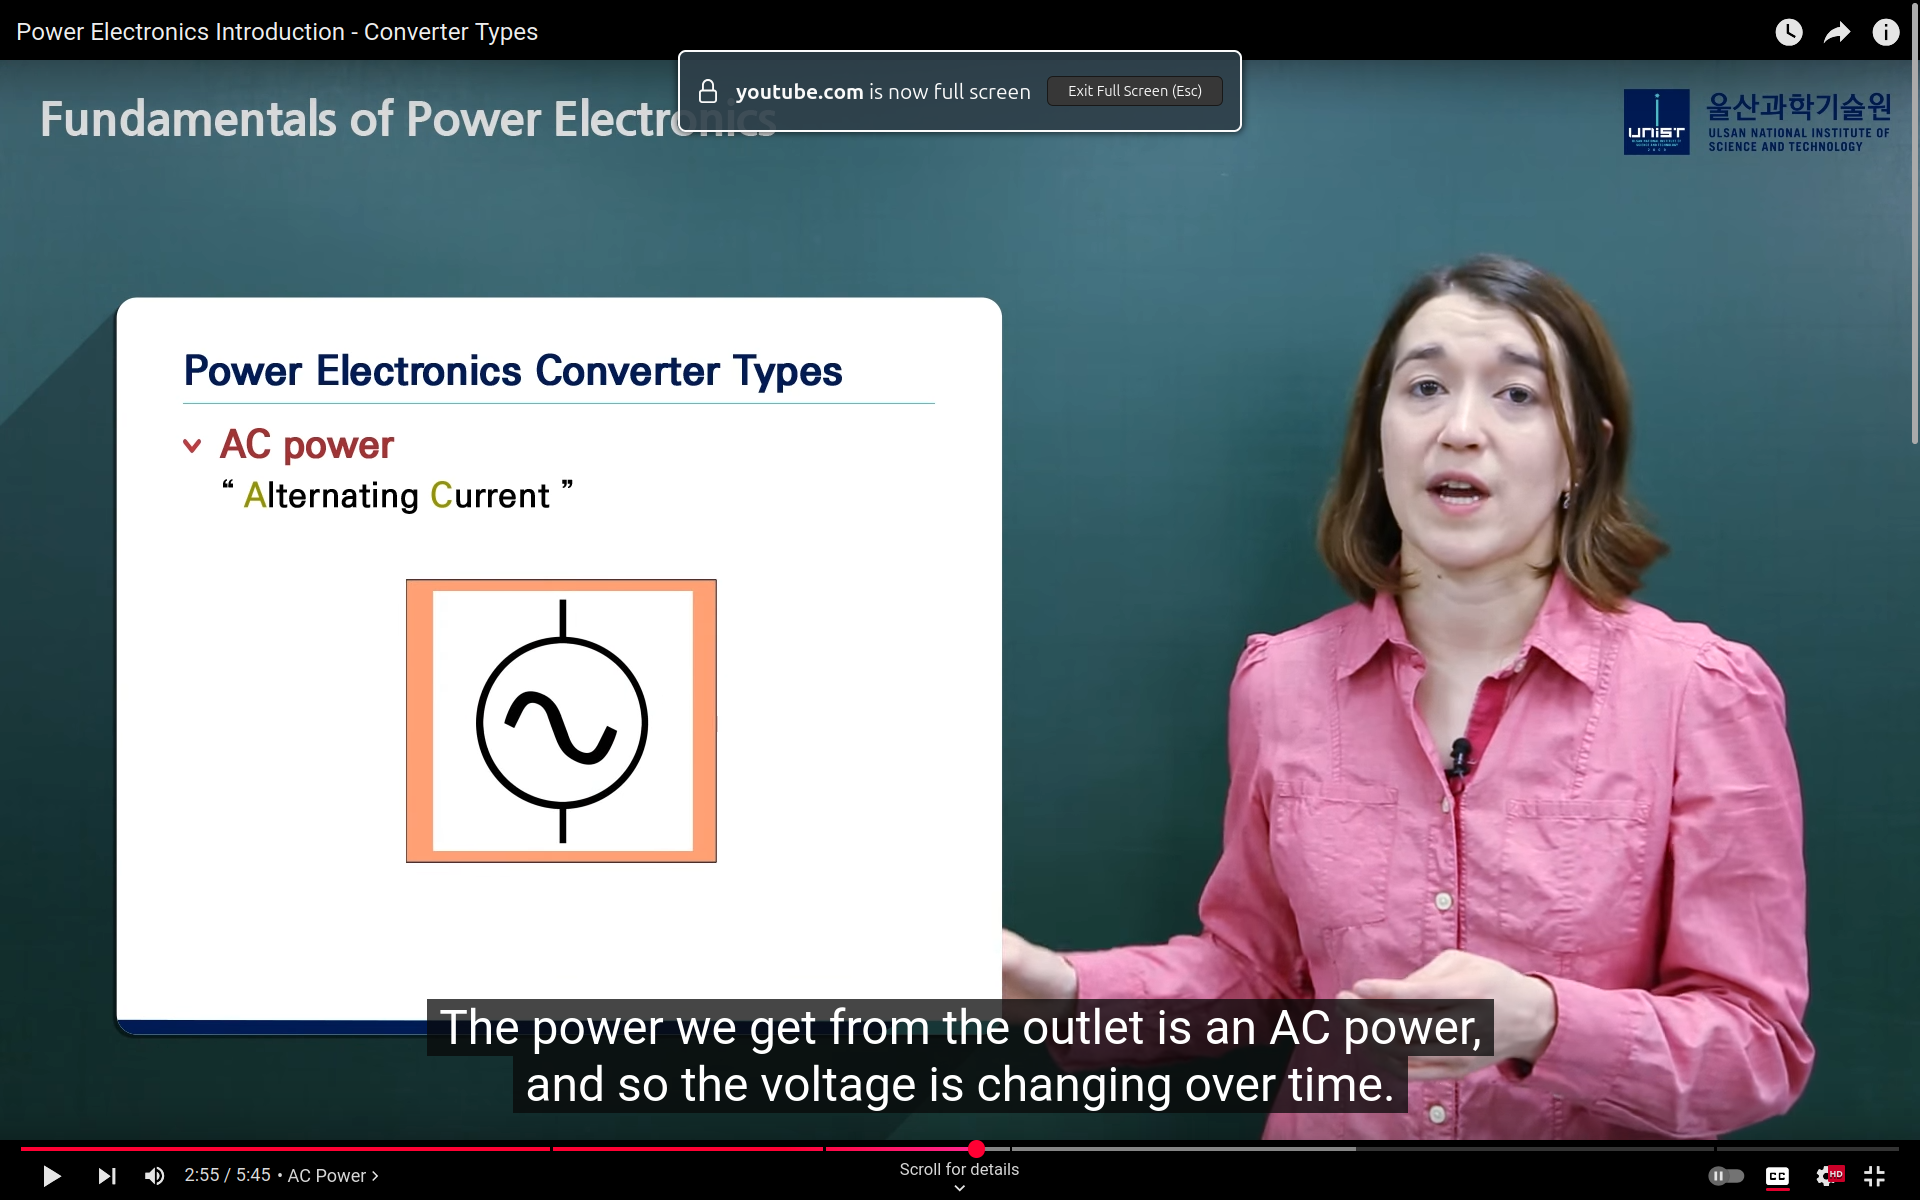 Power Electronics Introduction - Converter Types
youtube.com is now full screen
Exit Full Screen (Esc)
Fundamentals of Power Electronics
UNIST
울산과학기술원
ULSAN NATIONAL INSTITUTE OF
SCIENCE AND TECHNOLOGY
Power Electronics Converter Types
AC power
“ Alternating Current ”
The power we get from the outlet is an AC power,
and so the voltage is changing over time.
2:55 / 5:45 • AC Power
Scroll for details
CC
HD